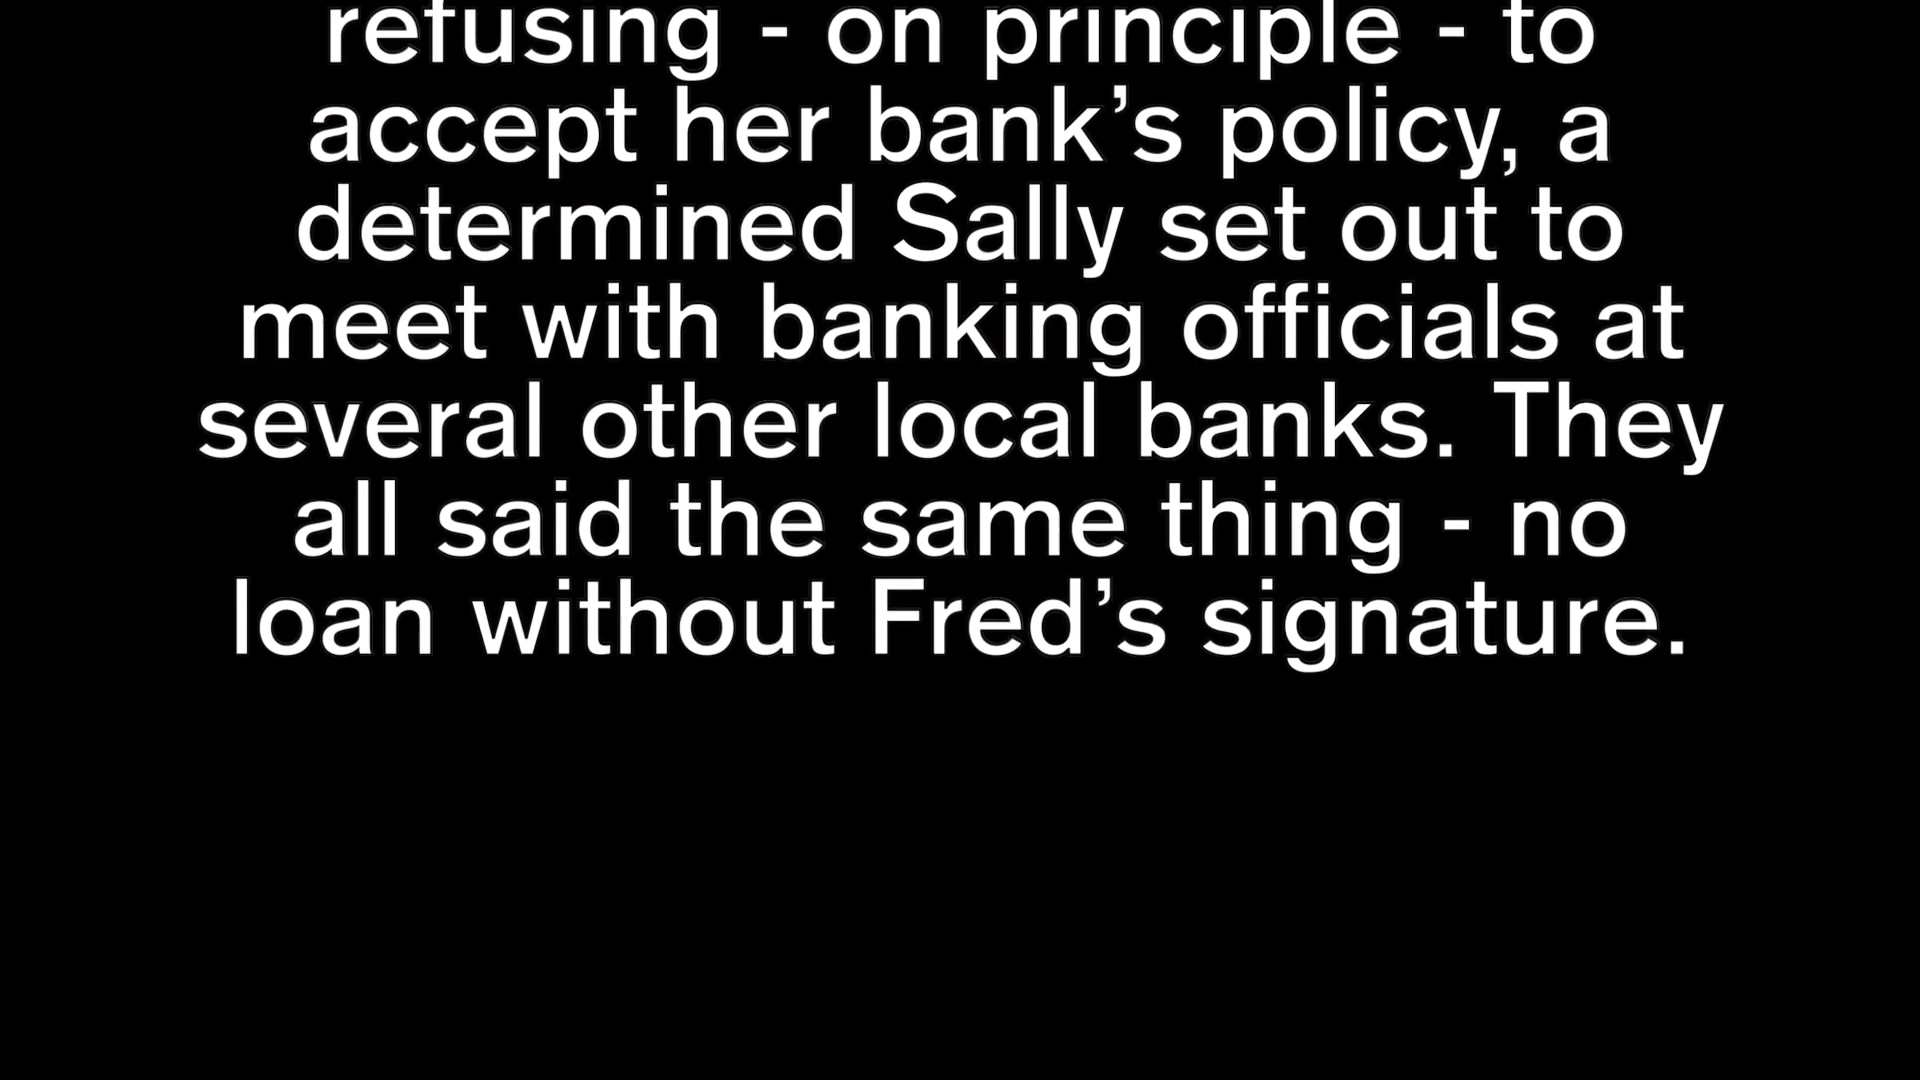 refusing - on principle - to
accept her bank’s policy, a
determined Sally set out to
meet with banking officials at
several other local banks. They
all said the same thing - no
loan without Fred’s signature.